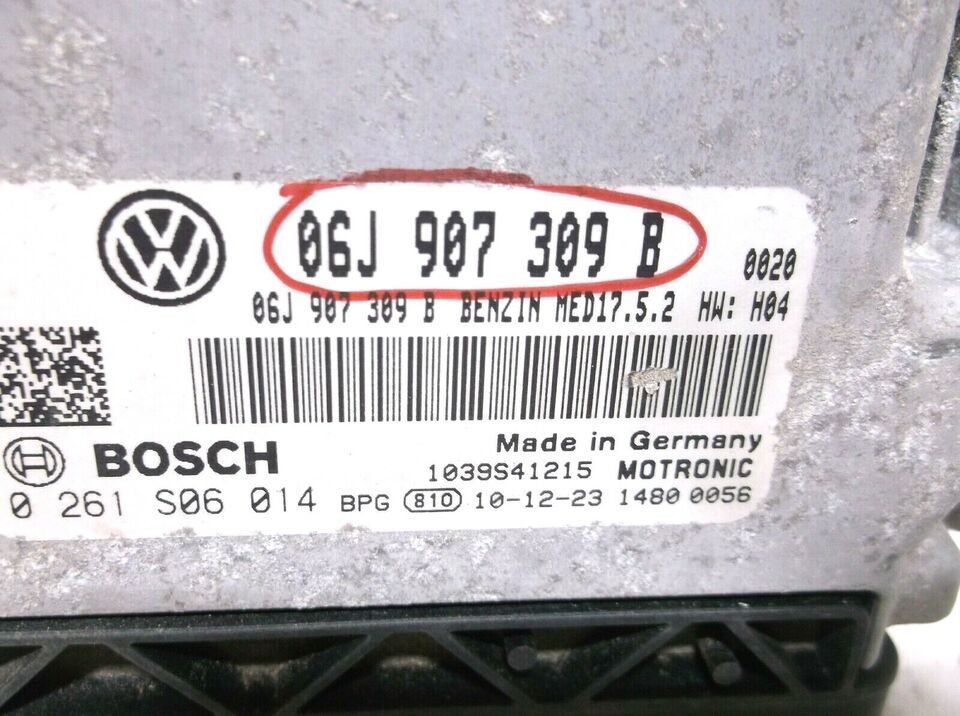 06J 907 309 B
0020
06J 907 309 B BENZIN MED17.5.2 HW: H04
BOSCH
Made in Germany
1039S41215 MOTRONIC
0 261 S06 014 BPG 810 10-12-23 1480 0056